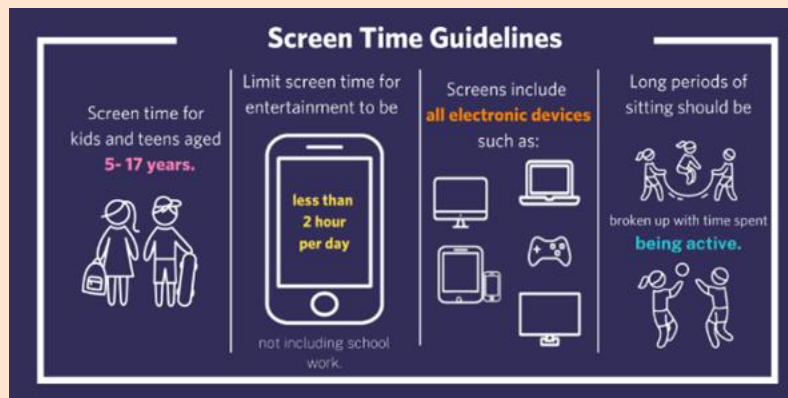 Screen Time Guidelines
Screen time for
kids and teens aged
5- 17 years.
Limit screen time for
entertainment to be
less than
2 hour
per day
not including school
work.
Screens include
all electronic devices
such as:
Long periods of
sitting should be
broken up with time spent
being active.